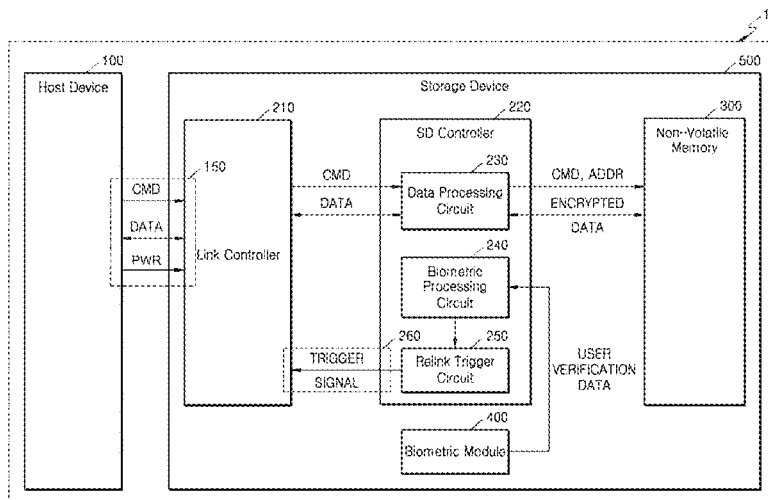 1
100
Host Device
500
Storage Device
210
Link Controller
220
SD Controller
300
Non-Volatile
Memory
150
CMD
DATA
PWR
CMD
DATA
230
Data Processing
Circuit
CMD, ADDR
ENCRYPTED
DATA
240
Biometric
Processing
Circuit
260
TRIGGER
SIGNAL
250
Relink Trigger
Circuit
USER
VERIFICATION
DATA
400
Biometric Module